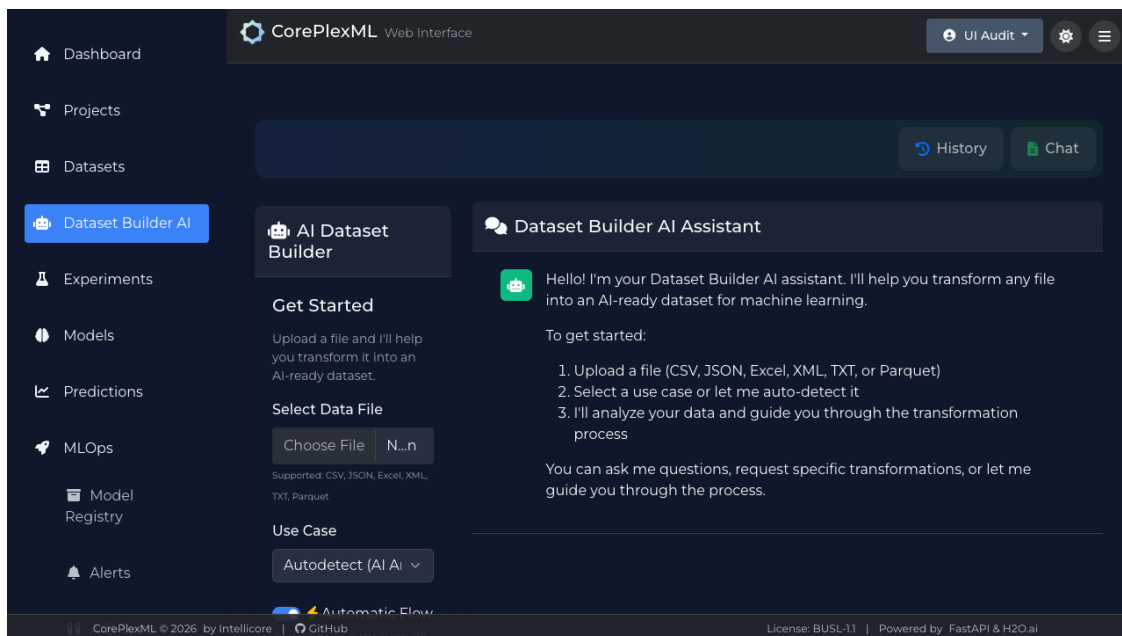 CorePlexML Web Interface
UI Audit
Dashboard
Projects
Datasets
Dataset Builder AI
Experiments
Models
Predictions
MLOps
Model
Registry
Alerts
History
Chat
AI Dataset
Builder
Get Started
Upload a file and I'll help
you transform it into an
AI-ready dataset.
Select Data File
Choose File N...n
Supported: CSV, JSON, Excel, XML,
TXT, Parquet
Use Case
Autodetect (AI A
Automatic Flow
Dataset Builder AI Assistant
Hello! I'm your Dataset Builder AI assistant. I'll help you transform any file
into an AI-ready dataset for machine learning.
To get started:
1. Upload a file (CSV, JSON, Excel, XML, TXT, or Parquet)
2. Select a use case or let me auto-detect it
3. I'll analyze your data and guide you through the transformation
process
You can ask me questions, request specific transformations, or let me
guide you through the process.
CorePlexML © 2026 by Intellicore | GitHub
License: BUSL-1.1 | Powered by FastAPI & H2O.ai